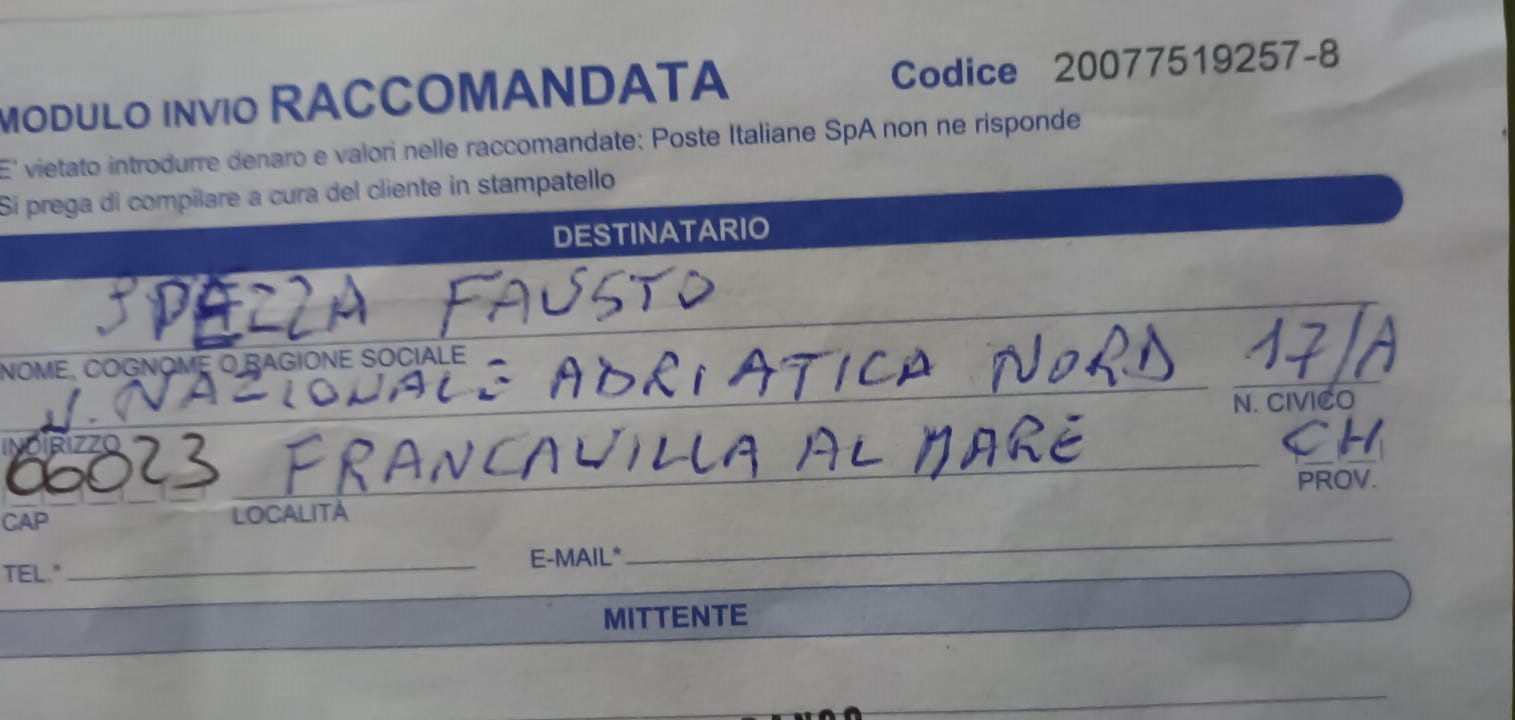 MODULO INVIO RACCOMANDATA Codice 20077519257-8
E' vietato introdurre denaro e valori nelle raccomandate: Poste Italiane SpA non ne risponde
Si prega di compilare a cura del cliente in stampatello
DESTINATARIO
SPEZZA FAUSTO
NOME, COGNOME O RAGIONE SOCIALE
V. NAZIONALE ADRIATICA NORD 17/A
INDIRIZZO N. CIVICO
66023 FRANCAVILLA AL MARE CH
CAP LOCALITÀ PROV.
TEL.* E-MAIL*
MITTENTE